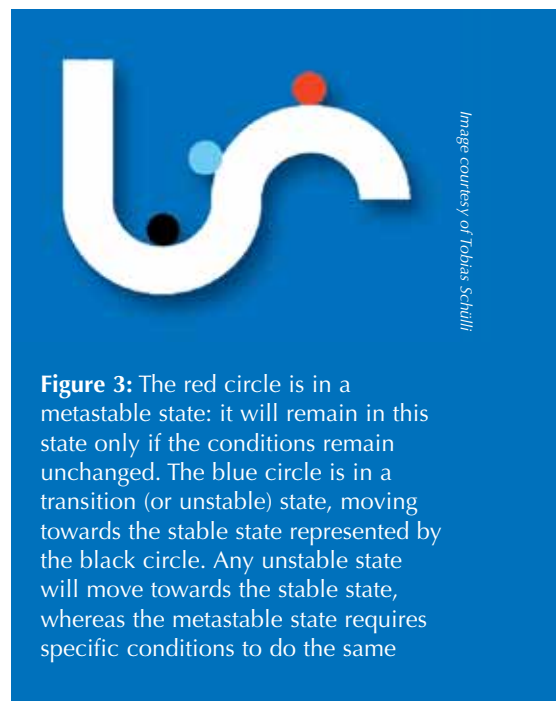 Image courtesy of Tobias Schülli
Figure 3: The red circle is in a
metastable state: it will remain in this
state only if the conditions remain
unchanged. The blue circle is in a
transition (or unstable) state, moving
towards the stable state represented by
the black circle. Any unstable state
will move towards the stable state,
whereas the metastable state requires
specific conditions to do the same